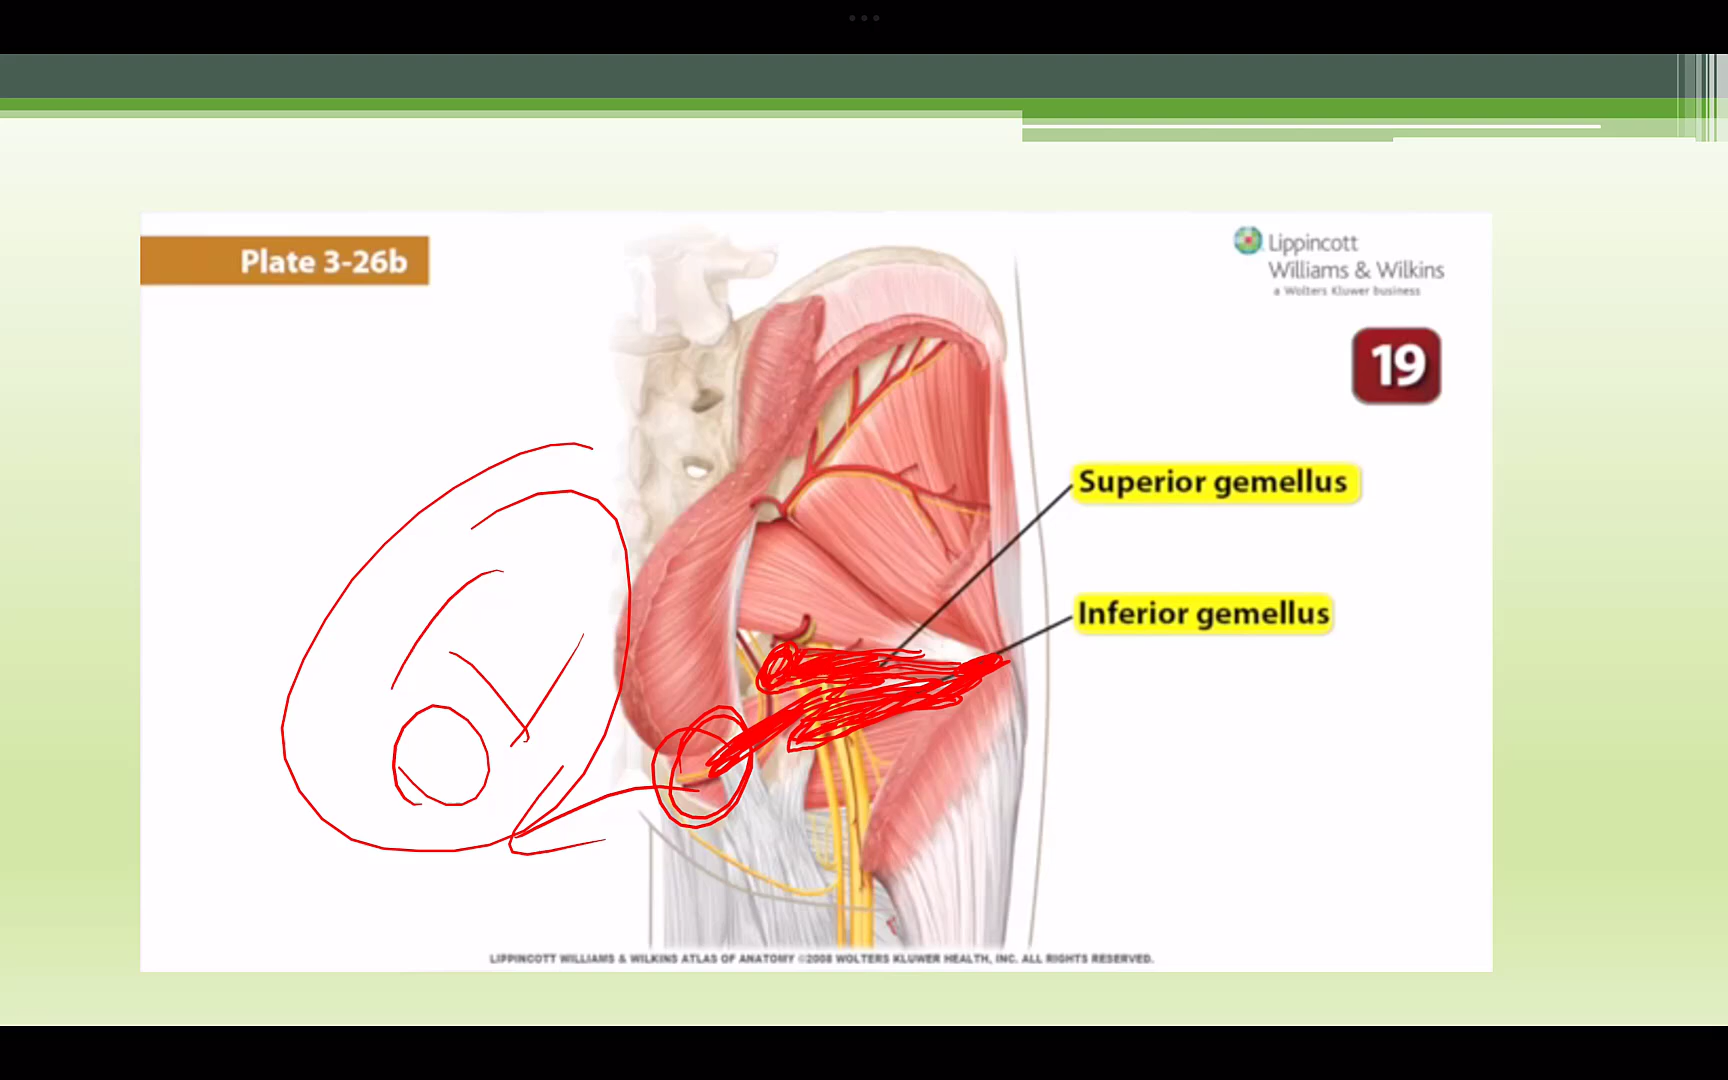 Plate 3-26b
Lippincott
Williams & Wilkins
a Wolters Kluwer business
19
Superior gemellus
Inferior gemellus
LIPPINCOTT WILLIAMS & WILKINS ATLAS OF ANATOMY ©2008 WOLTERS KLUWER HEALTH, INC. ALL RIGHTS RESERVED.